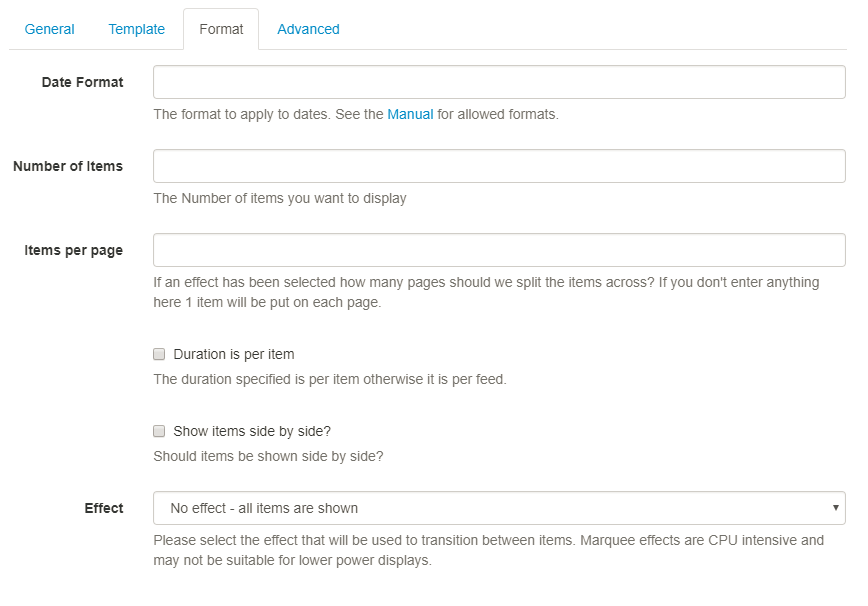 General Template Format Advanced
Date Format
The format to apply to dates. See the Manual for allowed formats.
Number of Items
The Number of items you want to display
Items per page
If an effect has been selected how many pages should we split the items across? If you don't enter anything
here 1 item will be put on each page.
Duration is per item
The duration specified is per item otherwise it is per feed.
Show items side by side?
Should items be shown side by side?
Effect No effect - all items are shown
Please select the effect that will be used to transition between items. Marquee effects are CPU intensive and
may not be suitable for lower power displays.